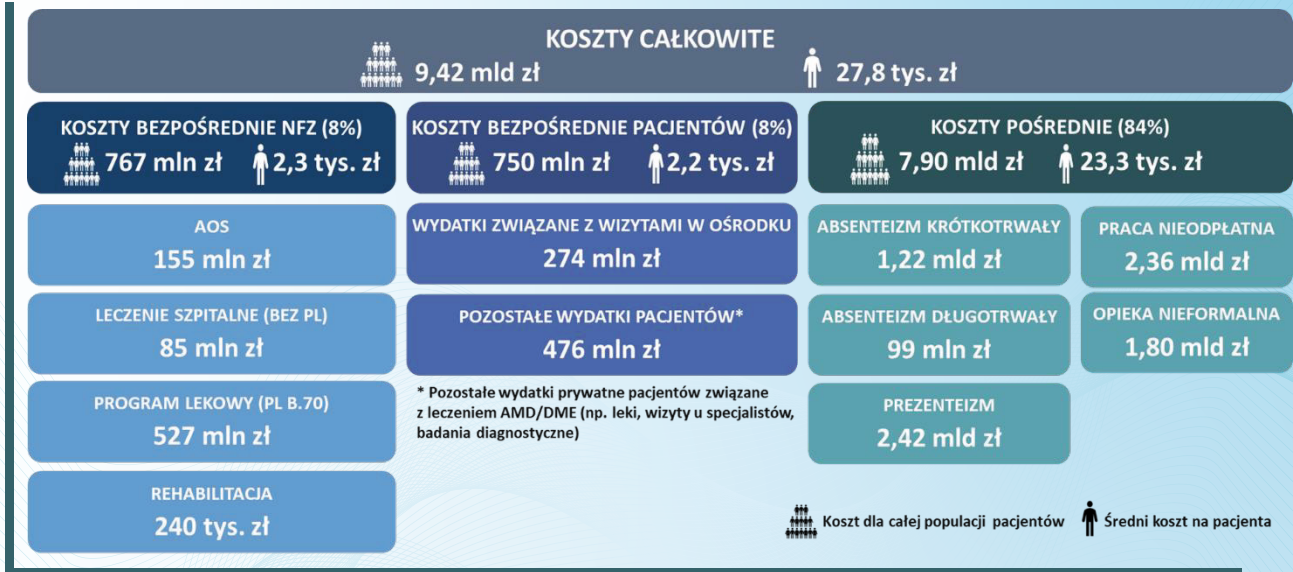 KOSZTY CAŁKOWITE
9,42 mld zł
27,8 tys. zł
KOSZTY BEZPOŚREDNIE NFZ (8%)
767 mln zł
2,3 tys. zł
AOS
155 mln zł
LECZENIE SZPITALNE (BEZ PL)
85 mln zł
PROGRAM LEKOWY (PL B.70)
527 mln zł
REHABILITACJA
240 tys. zł
KOSZTY BEZPOŚREDNIE PACJENTÓW (8%)
750 mln zł
2,2 tys. zł
WYDATKI ZWIĄZANE Z WIZYTAMI W OŚRODKU
274 mln zł
POZOSTAŁE WYDATKI PACJENTÓW*
476 mln zł
* Pozostałe wydatki prywatne pacjentów związane
z leczeniem AMD/DME (np. leki, wizyty u specjalistów,
badania diagnostyczne)
KOSZTY POŚREDNIE (84%)
7,90 mld zł
23,3 tys. zł
ABSENTEIZM KRÓTKOTRWAŁY
1,22 mld zł
ABSENTEIZM DŁUGOTRWAŁY
99 mln zł
PREZENTEIZM
2,42 mld zł
PRACA NIEODPŁATNA
2,36 mld zł
OPIEKA NIEFORMALNA
1,80 mld zł
Koszt dla całej populacji pacjentów
Średni koszt na pacjenta